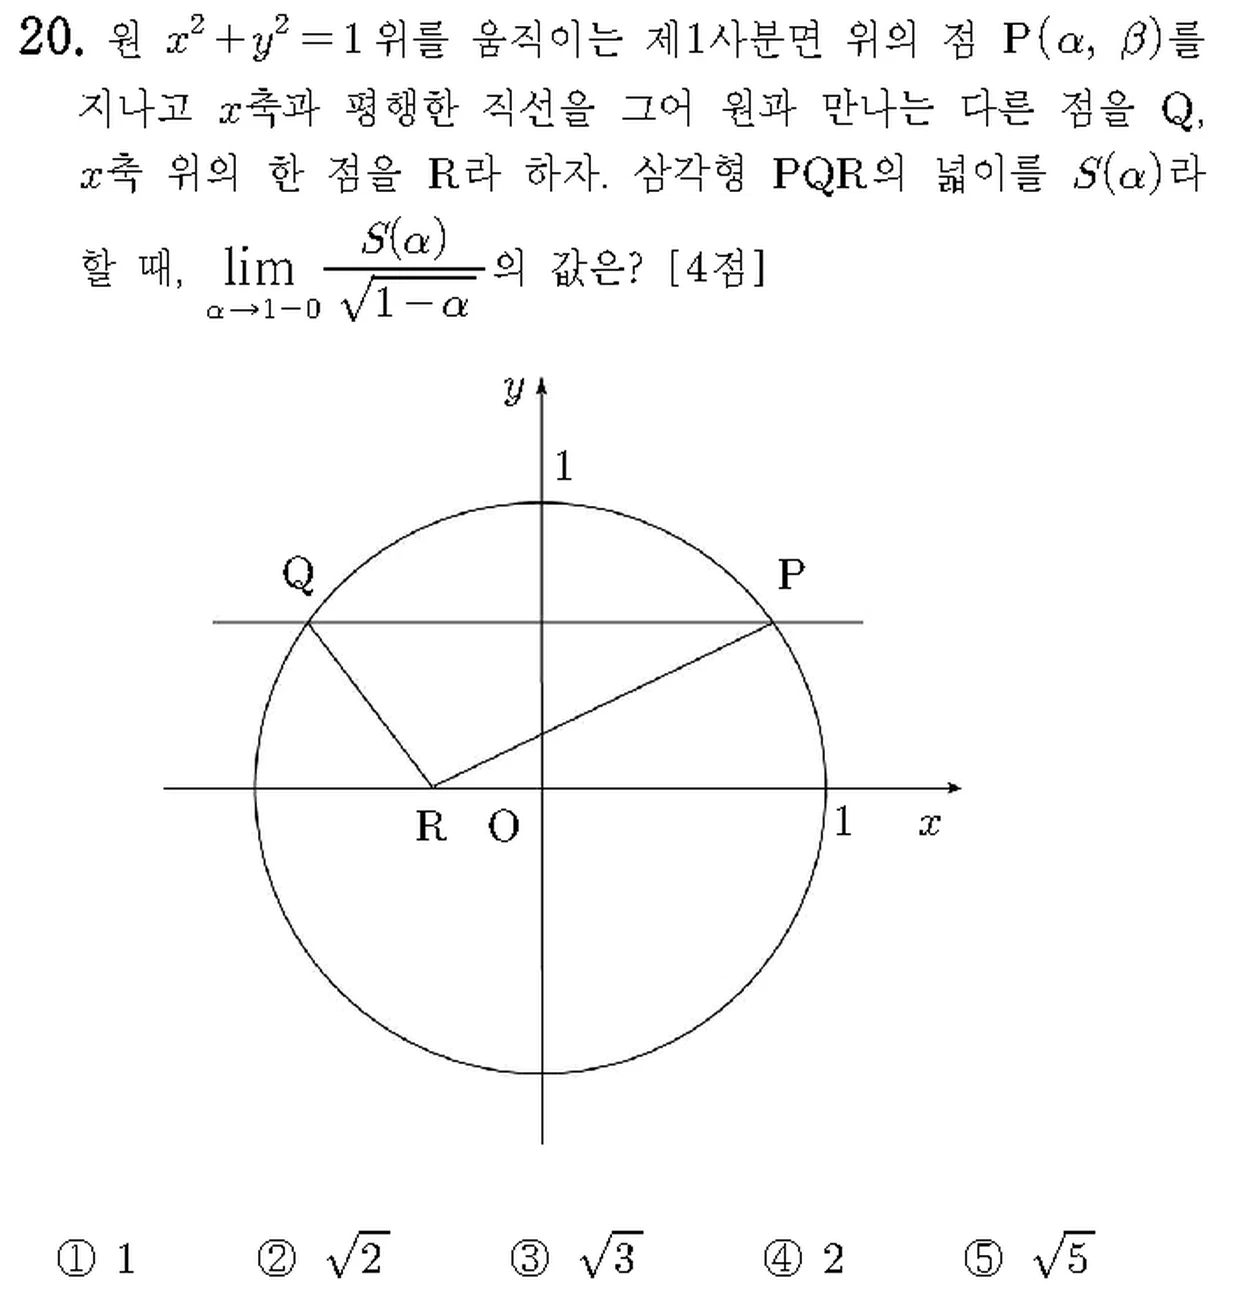 20. 원 x²+y²=1위를 움직이는 제1사분면 위의 점 P(α, β)를
지나고 x축과 평행한 직선을 그어 원과 만나는 다른 점을 Q,
x축 위의 한 점을 R라 하자. 삼각형 PQR의 넓이를 S(α)라
할 때, lim_{α→1−0} S(α)/√(1−α) 의 값은? [4점]
y
1
Q P
R O 1 x
① 1 ② √2 ③ √3 ④ 2 ⑤ √5